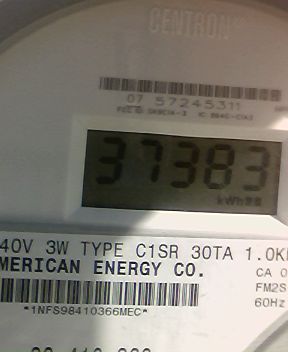 CENTRON
07 57245311
37383
kWh
40V 3W TYPE C1SR 30TA 1.0K
MERICAN ENERGY CO.
CA 0
FM2S
60Hz
*1NFS98410366MEC*